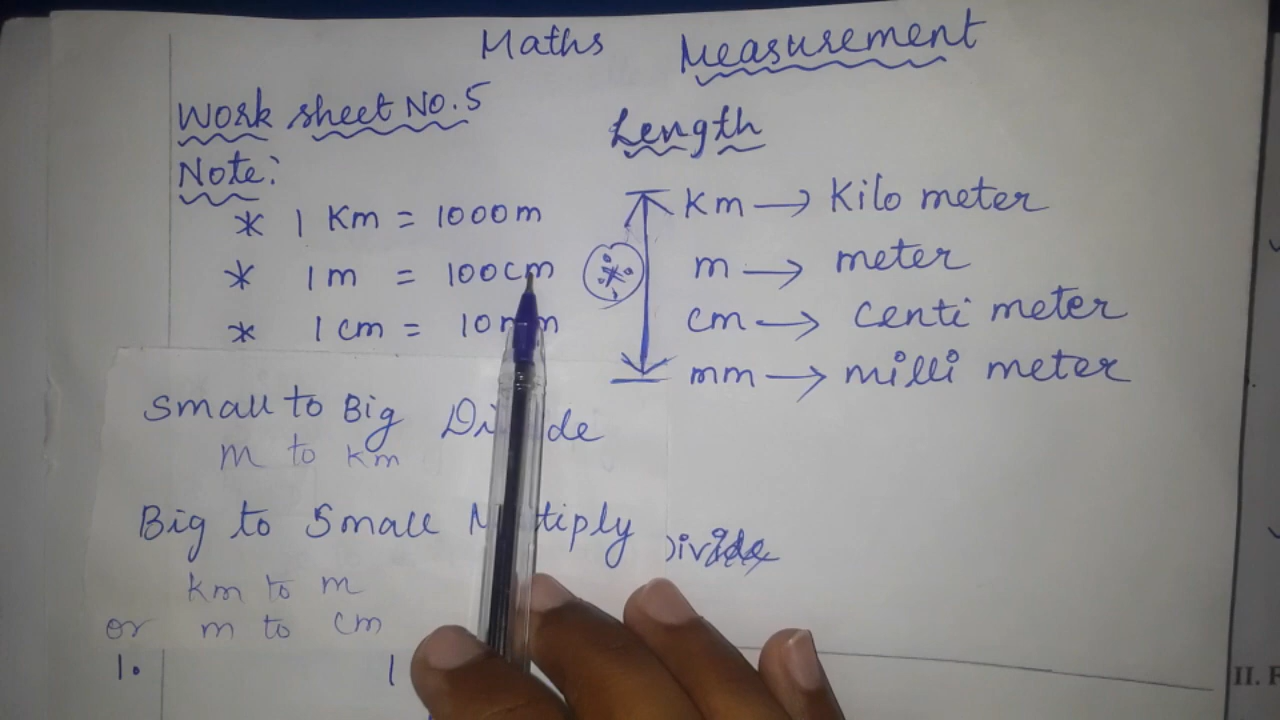 Maths Measurement
Work sheet No.5
Length
Note:
* 1 Km = 1000m
* 1m = 100cm
* 1 cm =
Km → Kilo meter
m → meter
cm → centi meter
mm → milli meter
Small to Big
m to km
Big to Small
km to m
or m to cm
1. 1
II.